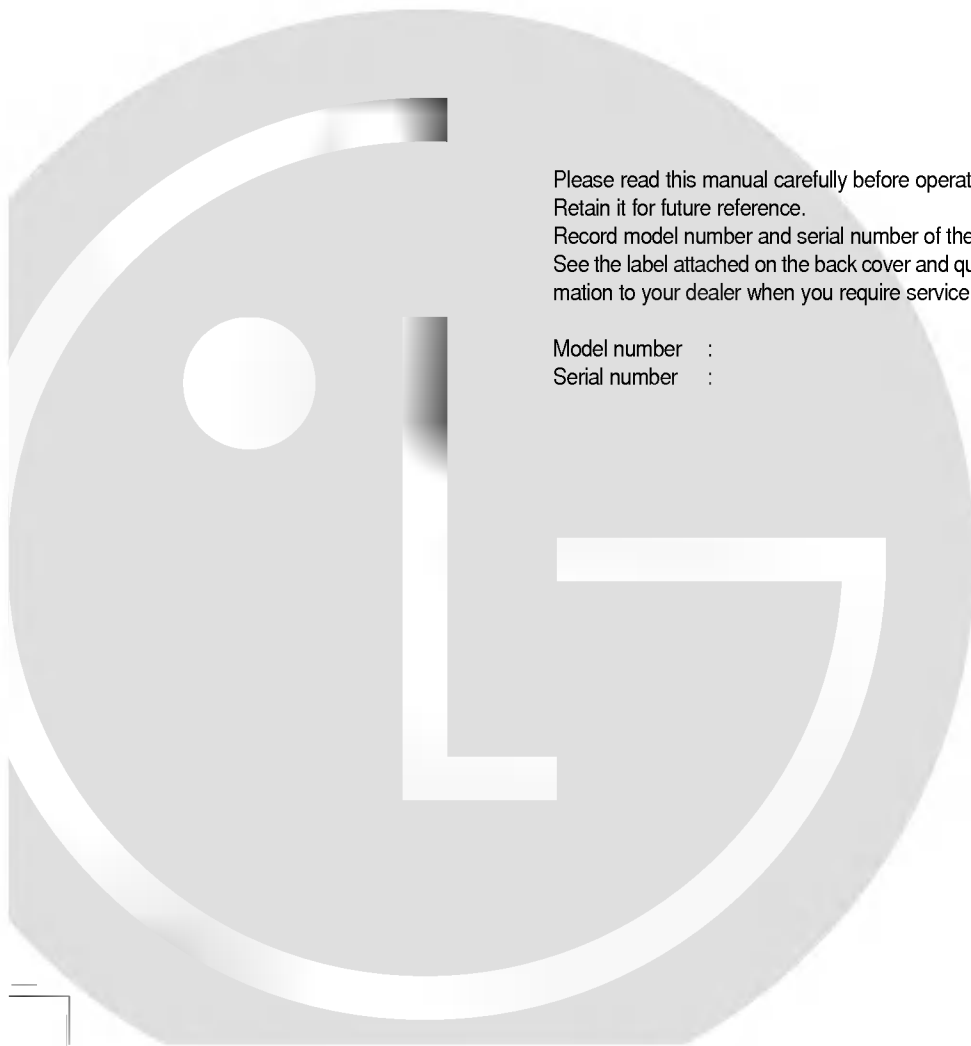 Please read this manual carefully before operat
Retain it for future reference.
Record model number and serial number of the
See the label attached on the back cover and qu
mation to your dealer when you require service
Model number :
Serial number :